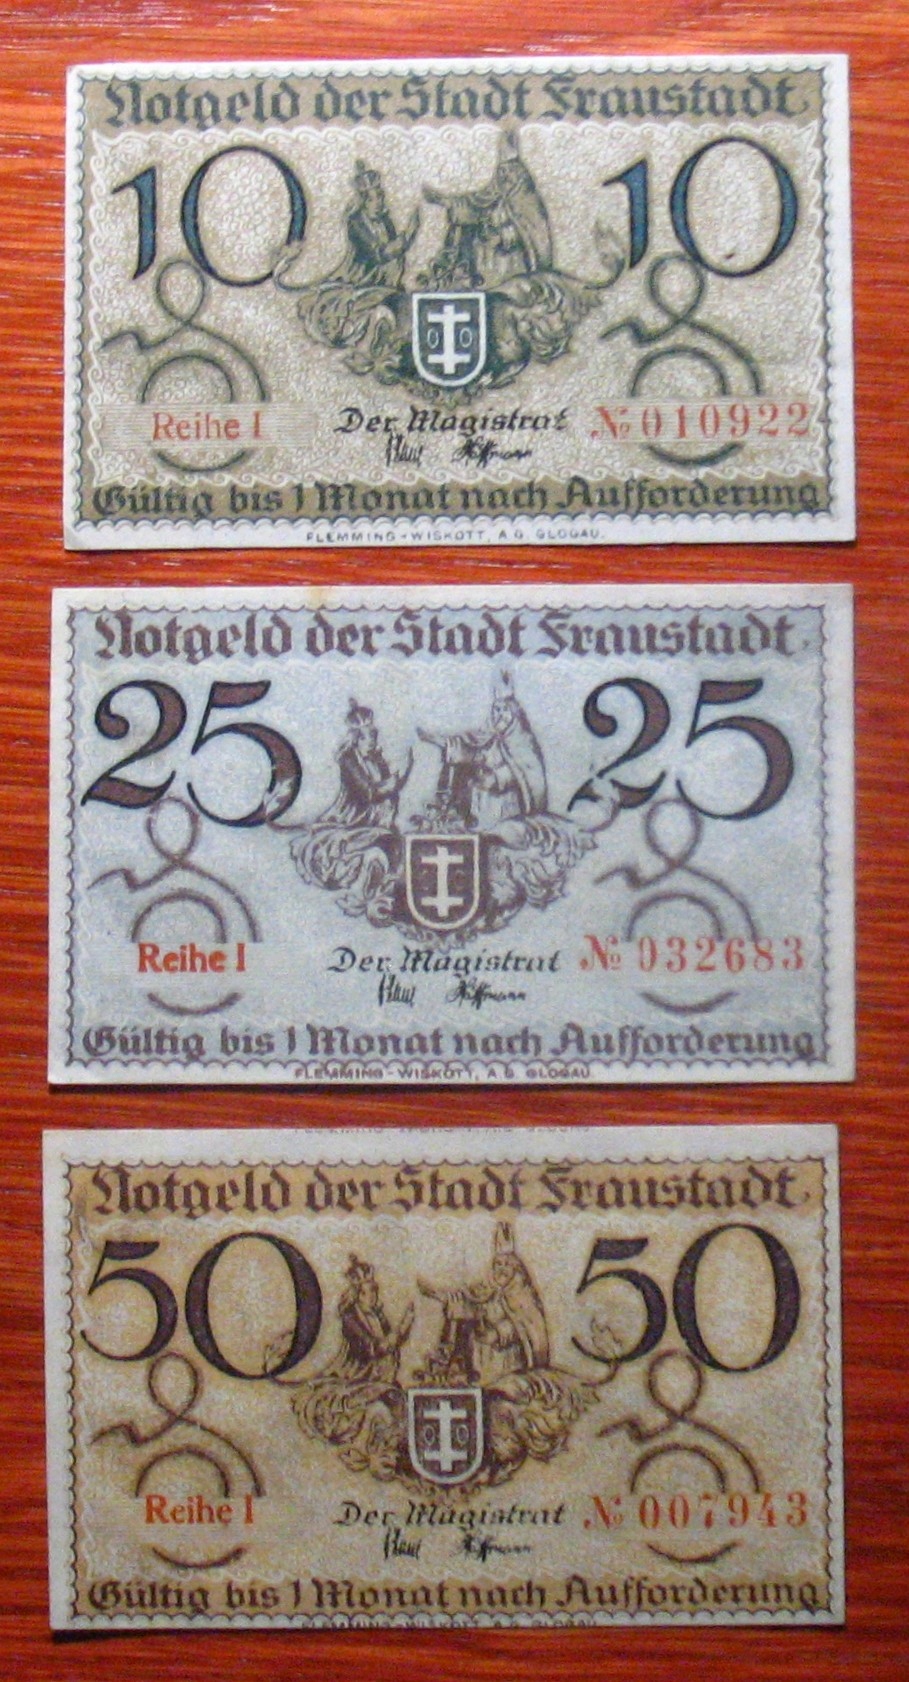 Notgeld der Stadt Fraustadt
10 10
Reihe I Der Magistrat № 010922
Gültig bis 1 Monat nach Aufforderung
FLEMMING-WISKOTT, A.G. GLOGAU.
Notgeld der Stadt Fraustadt
25 25
Reihe I Der Magistrat № 032683
Gültig bis 1 Monat nach Aufforderung
FLEMMING-WISKOTT, A.G. GLOGAU.
Notgeld der Stadt Fraustadt
50 50
Reihe I Der Magistrat № 007943
Gültig bis 1 Monat nach Aufforderung
FLEMMING-WISKOTT, A.G. GLOGAU.